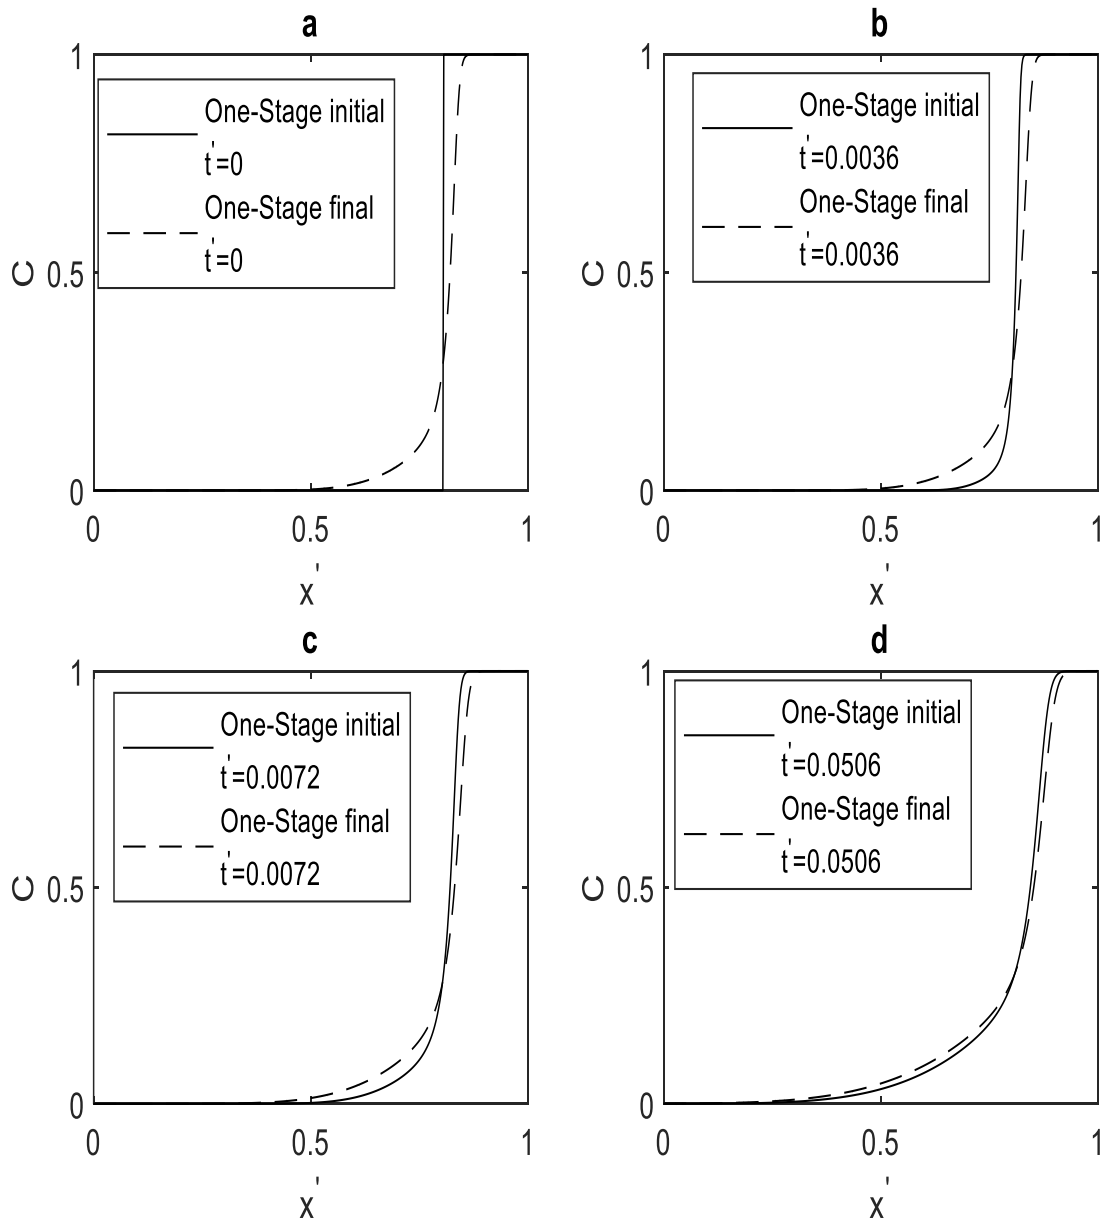 a
1
One-Stage initial
t'=0
One-Stage final
t'=0
C
0.5
0
0
0.5
1
x'
b
1
One-Stage initial
t'=0.0036
One-Stage final
t'=0.0036
C
0.5
0
0
0.5
1
x'
c
1
One-Stage initial
t'=0.0072
One-Stage final
t'=0.0072
C
0.5
0
0
0.5
1
x'
d
1
One-Stage initial
t'=0.0506
One-Stage final
t'=0.0506
C
0.5
0
0
0.5
1
x'